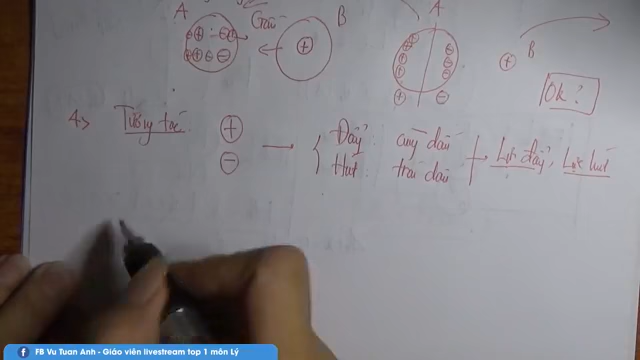 A
B
A
B
OK?
4> Tương tác + → { Đẩy: cùng dấu → Lực đẩy, Lực hút
- Hút: trái dấu
FB Vu Tuan Anh - Giáo viên livestream top 1 môn Lý